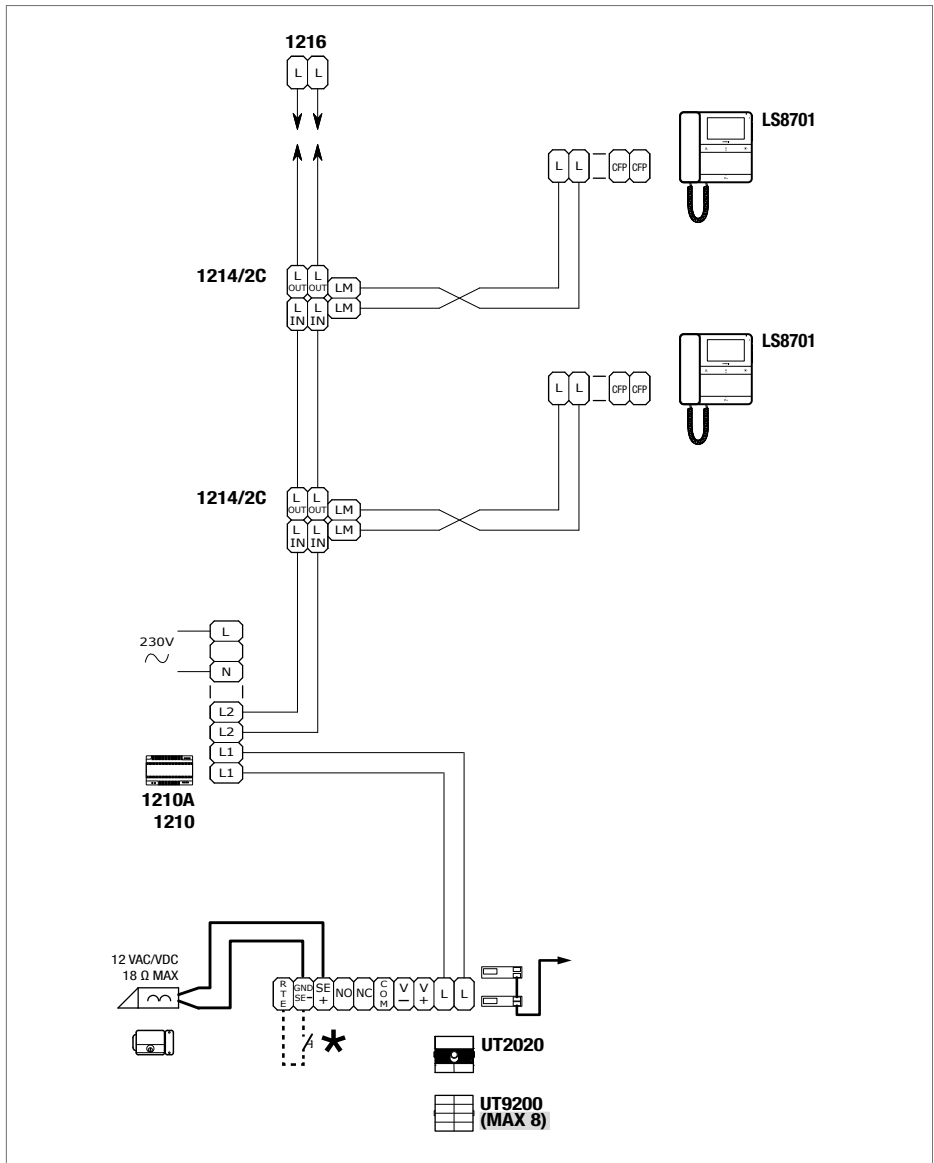 1216
L L
LS8701
L L CFP CFP
1214/2C
L OUT L OUT LM
L IN L IN LM
LS8701
L L CFP CFP
1214/2C
L OUT L OUT LM
L IN L IN LM
230V
L
N
L2
L2
L1
L1
1210A
1210
12 VAC/VDC
18 Ω MAX
RTE GND SE− SE+ NO NC COM V− V+ L L
*
UT2020
UT9200
(MAX 8)